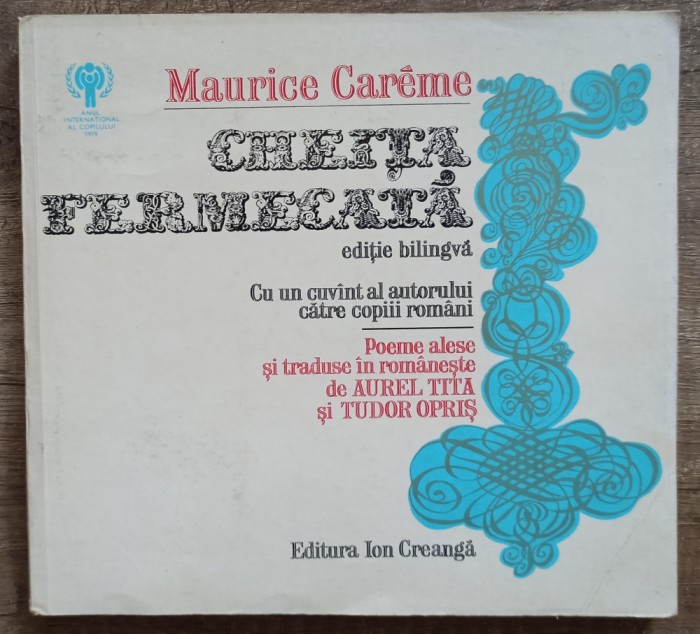 ANUL
INTERNAȚIONAL
AL COPILULUI
1979
Maurice Carême
CHEIȚA
FERMECATĂ
ediție bilingvă
Cu un cuvînt al autorului
către copiii români
Poeme alese
și traduse în românește
de AUREL TITA
și TUDOR OPRIȘ
Editura Ion Creangă